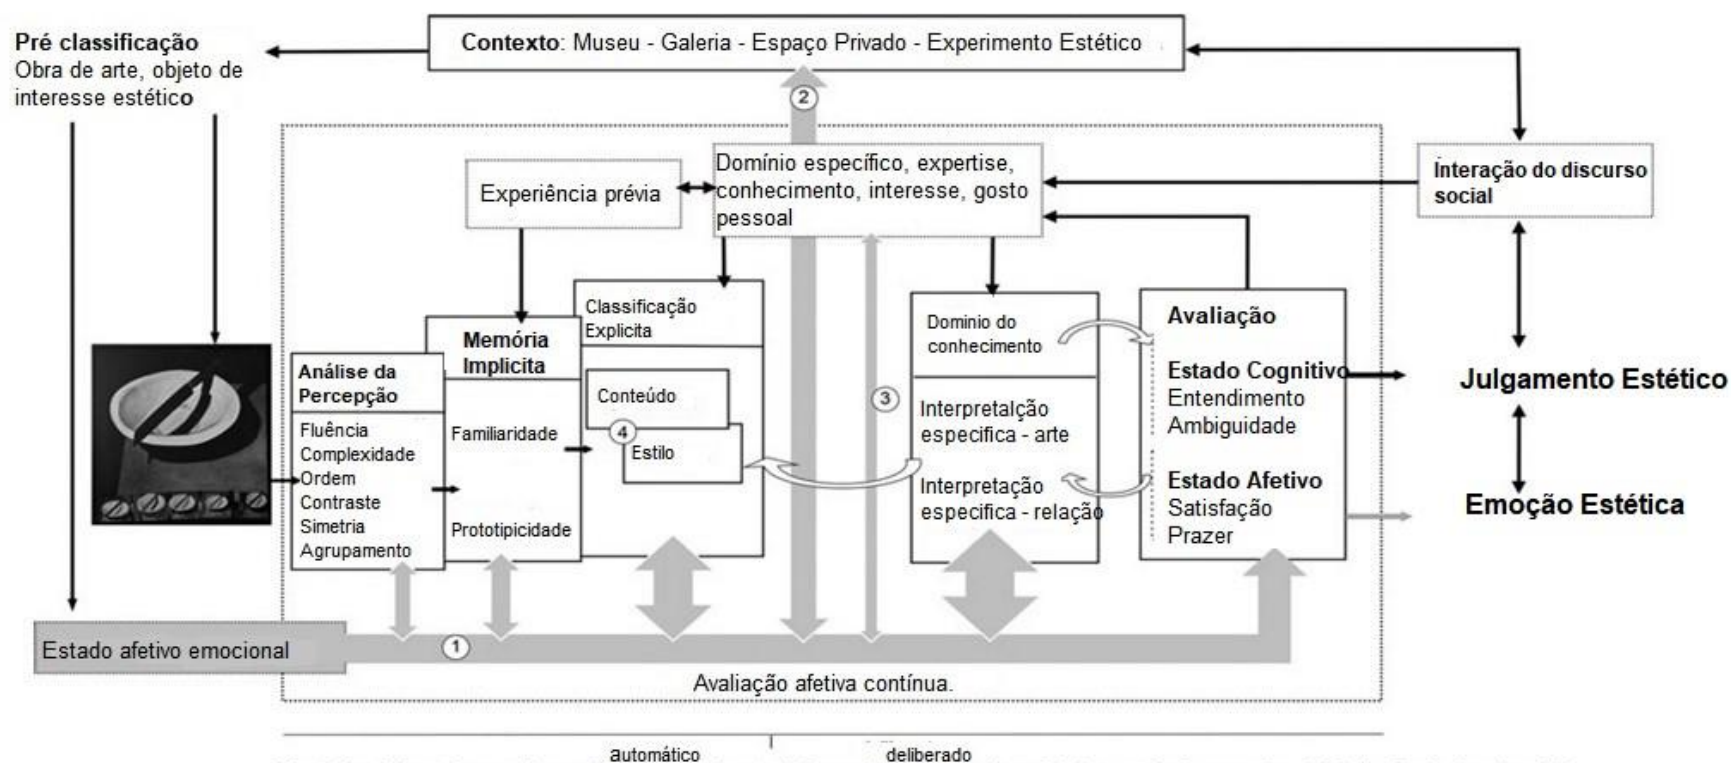 Contexto: Museu - Galeria - Espaço Privado - Experimento Estético
Pré classificação
Obra de arte, objeto de
interesse estético
2
Domínio específico, expertise,
conhecimento, interesse, gosto
pessoal
Experiência prévia
Interação do discurso
social
Análise da
Percepção
Fluência
Complexidade
Ordem
Contraste
Simetria
Agrupamento
Memória
Implicita
Familiaridade
Prototipicidade
Classificação
Explicita
Conteúdo
4
Estilo
3
Dominio do
conhecimento
Interpretalção
especifica - arte
Interpretação
especifica - relação
Avaliação
Estado Cognitivo
Entendimento
Ambiguidade
Estado Afetivo
Satisfação
Prazer
Julgamento Estético
Emoção Estética
Estado afetivo emocional
1
Avaliação afetiva contínua.
automático
deliberado